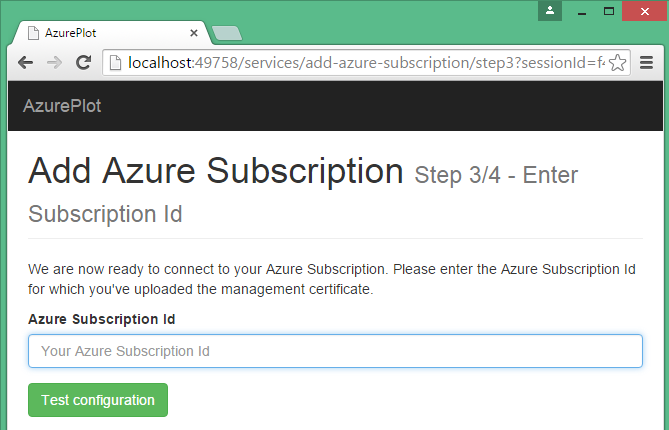 AzurePlot
localhost:49758/services/add-azure-subscription/step3?sessionId=f4
AzurePlot
Add Azure Subscription Step 3/4 - Enter
Subscription Id
We are now ready to connect to your Azure Subscription. Please enter the Azure Subscription Id
for which you've uploaded the management certificate.
Azure Subscription Id
Your Azure Subscription Id
Test configuration